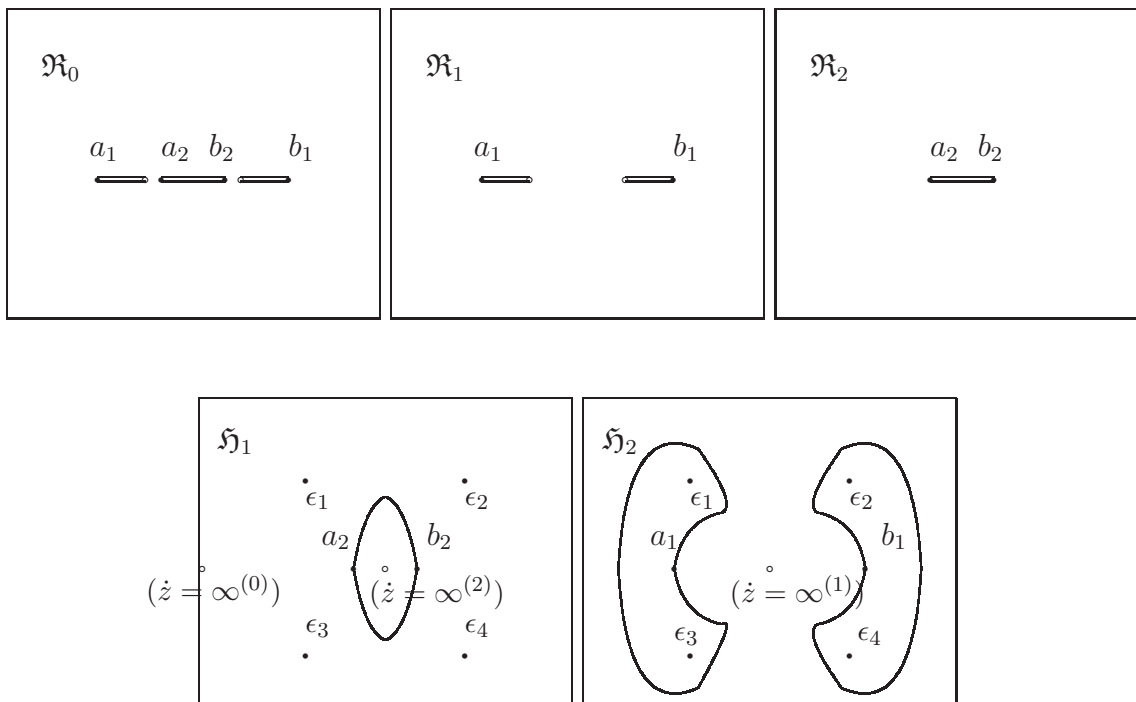 ℜ₀ ℜ₁ ℜ₂
a₁ a₂ b₂ b₁ a₁ b₁ a₂ b₂
ℌ₁ ℌ₂
ϵ₁ ϵ₂ ϵ₁ ϵ₂
a₂ b₂ a₁ b₁
(ż = ∞⁽⁰⁾) (ż = ∞⁽²⁾) (ż = ∞⁽¹⁾)
ϵ₃ ϵ₄ ϵ₃ ϵ₄